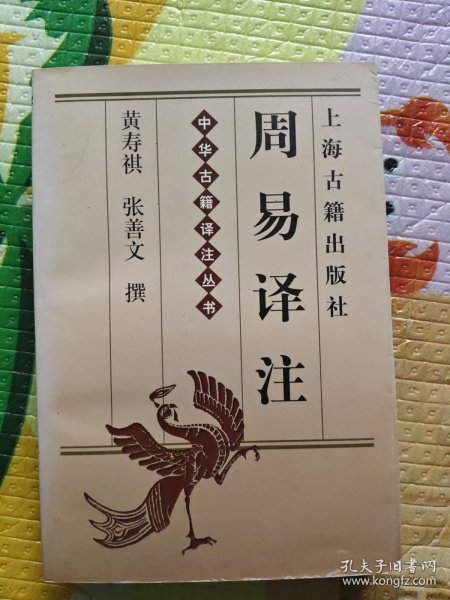 上海古籍出版社
周易译注
中华古籍译注丛书
黄寿祺 张善文 撰
孔夫子旧书网
www.kongfz.com